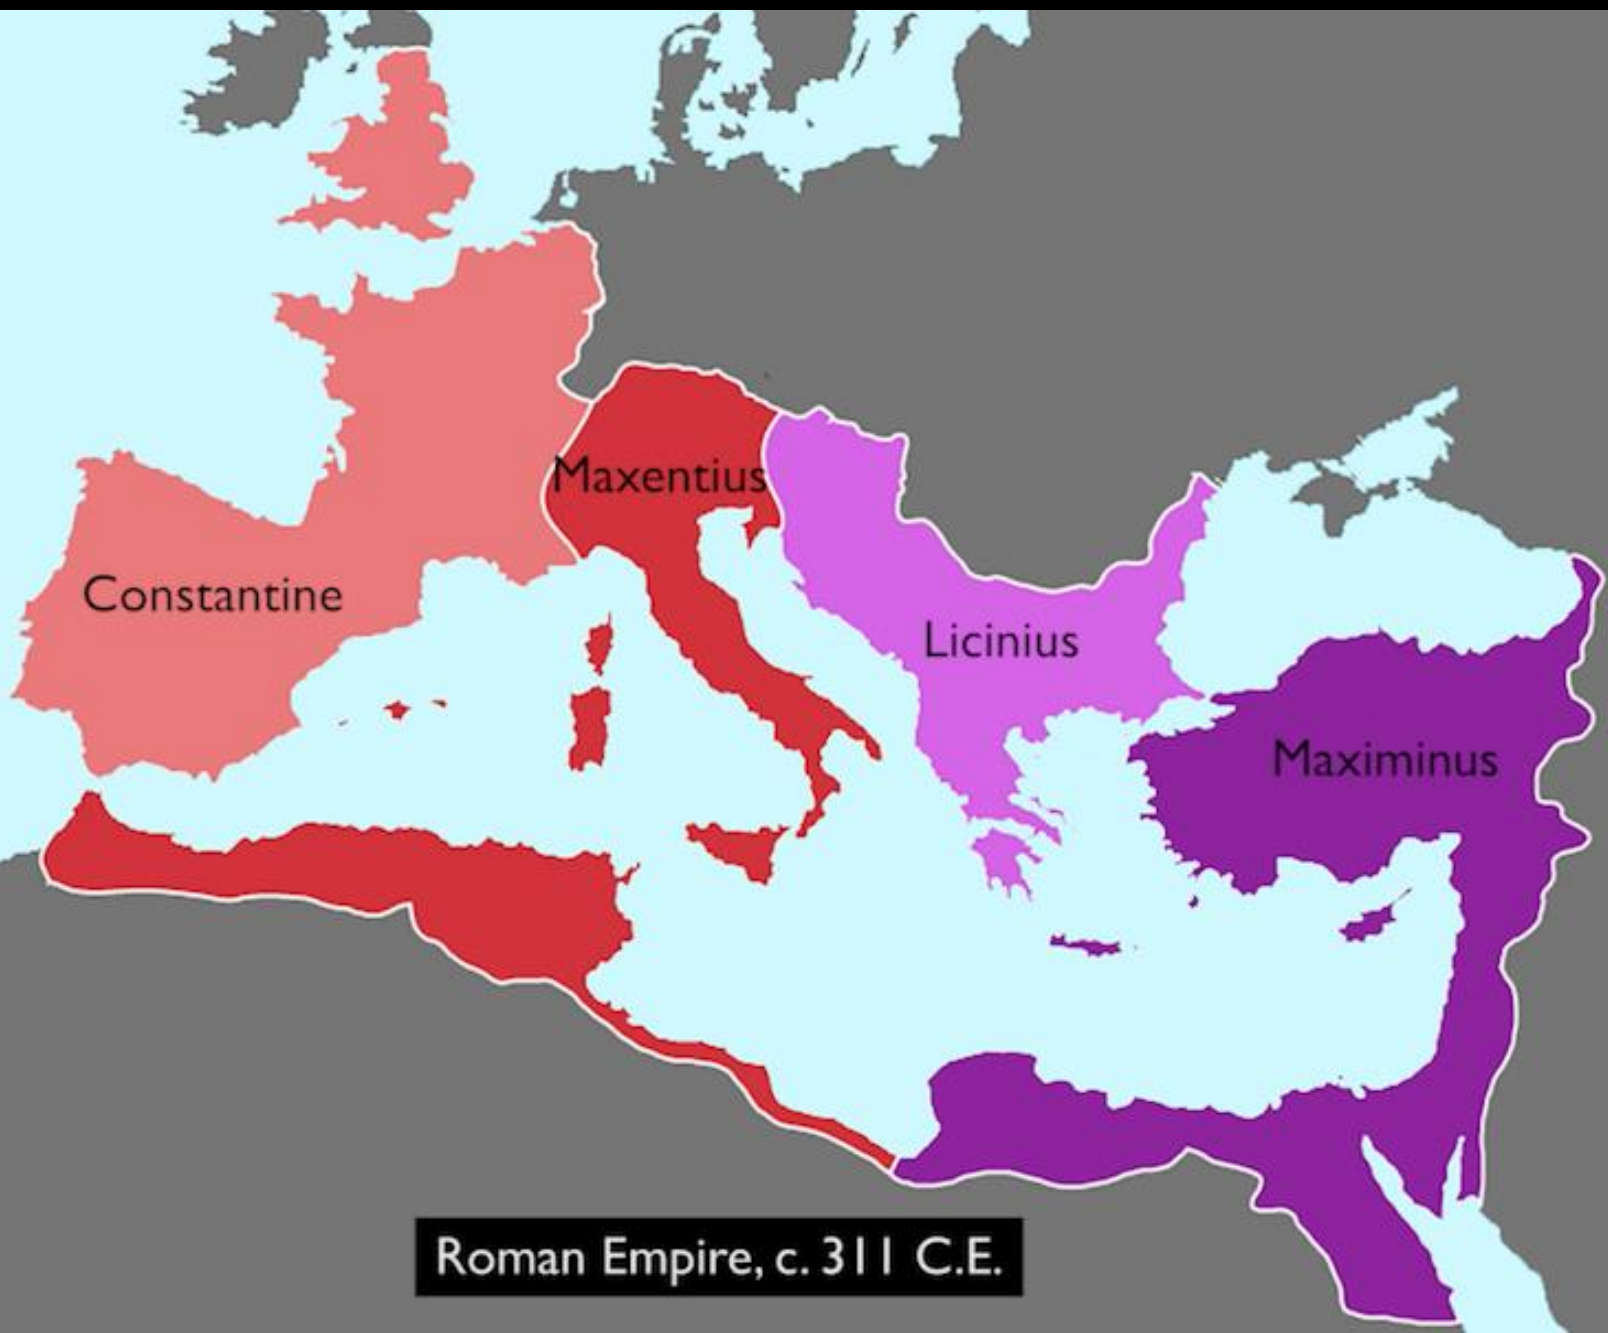 Maxentius
Constantine
Licinius
Maximinus
Roman Empire, c. 311 C.E.